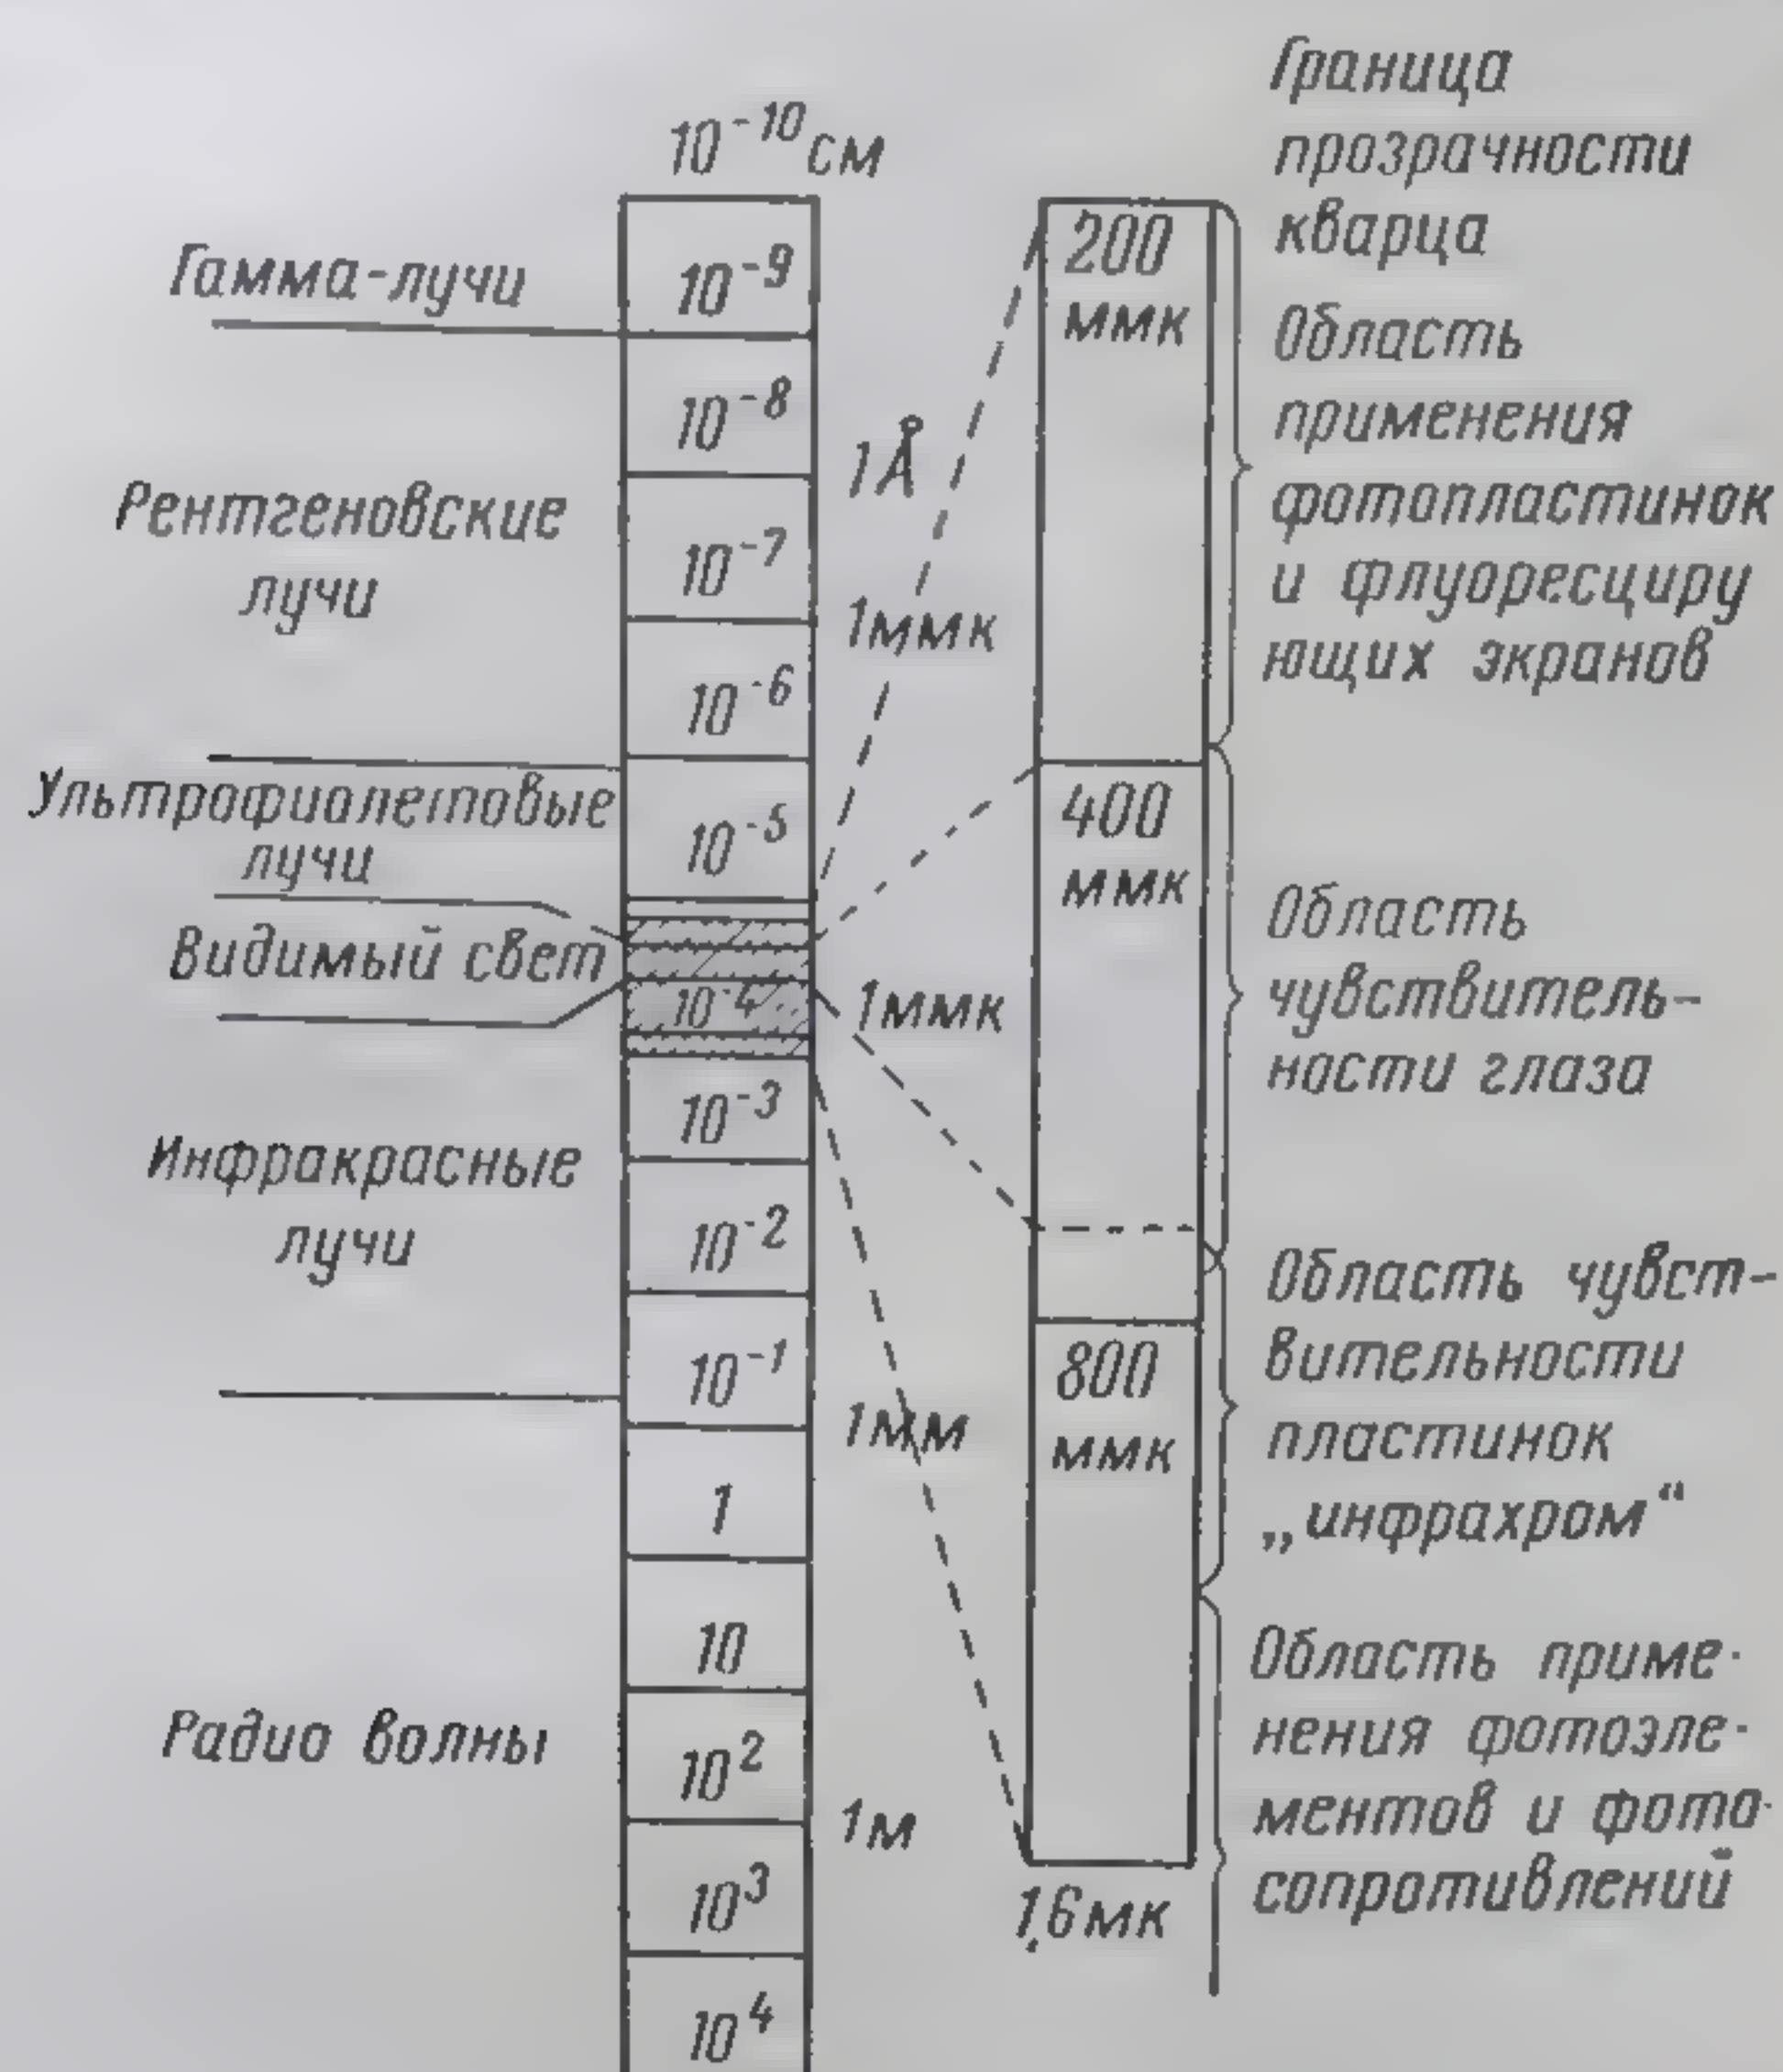 10⁻¹⁰ см
Гамма-лучи
Рентгеновские
лучи
Ультрофиолетовые
лучи
Видимый свет
Инфракрасные
лучи
Радио волны
10⁻⁹
10⁻⁸
10⁻⁷
10⁻⁶
10⁻⁵
10⁻⁴
10⁻³
10⁻²
10⁻¹
1
10
10²
10³
10⁴
1Å
1ммк
1ммк
1мм
1м
200
ммк
400
ммк
800
ммк
1,6мк
Граница
прозрачности
кварца
Область
применения
фотопластинок
и флуоресциру
ющих экранов
Область
чувствитель-
ности глаза
Область чувст-
вительности
пластинок
„инфрахром“
Область приме-
нения фотоэле-
ментов и фото-
сопротивлений